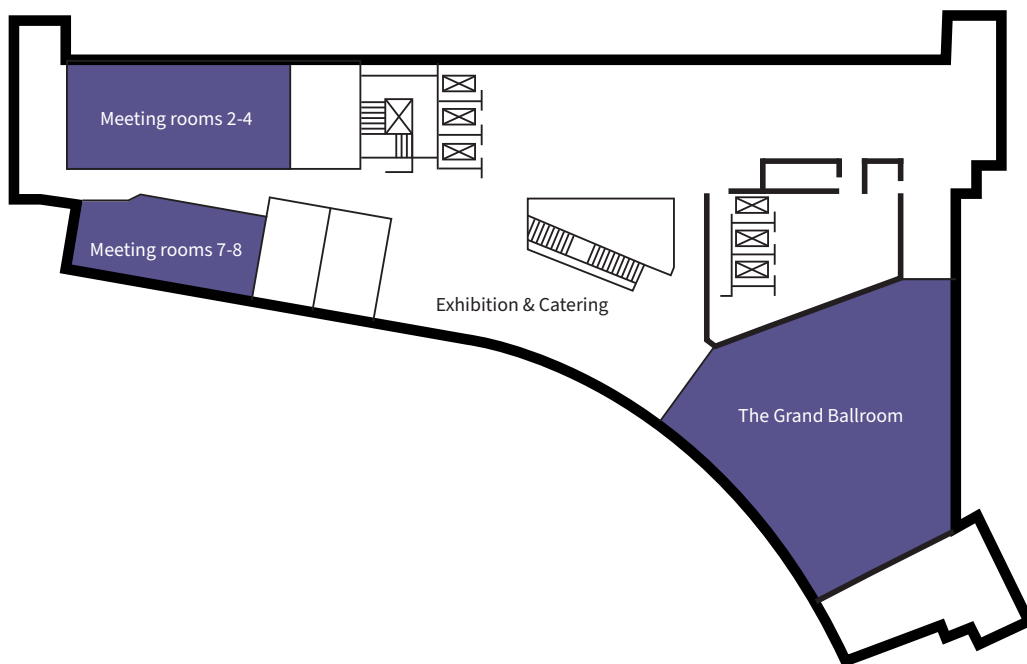 Meeting rooms 2-4
Meeting rooms 7-8
Exhibition & Catering
The Grand Ballroom